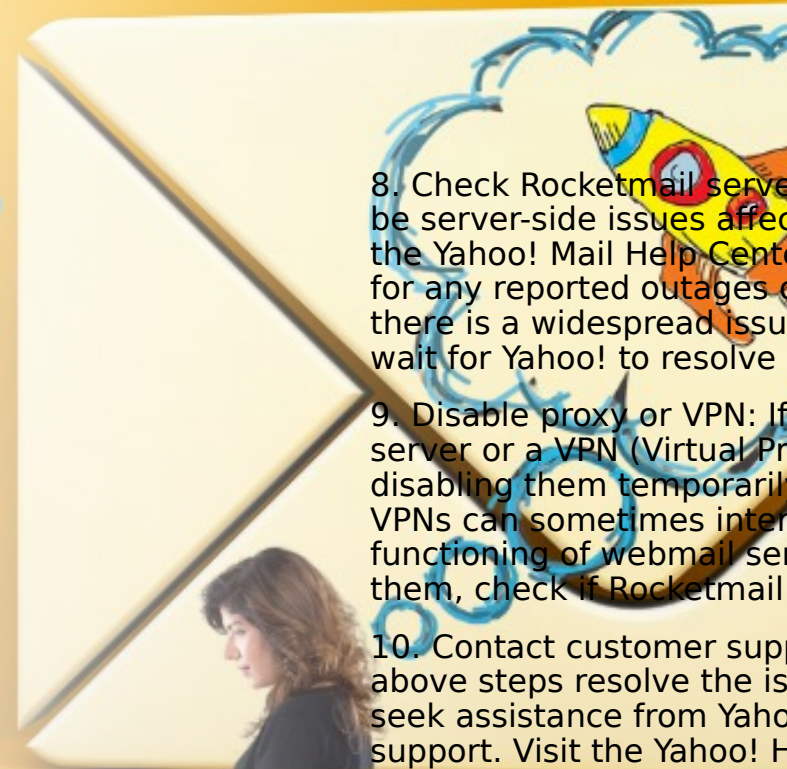 8. Check Rocketmail serve
be server-side issues affec
the Yahoo! Mail Help Cent
for any reported outages
there is a widespread issu
wait for Yahoo! to resolve
9. Disable proxy or VPN: If
server or a VPN (Virtual Pr
disabling them temporaril
VPNs can sometimes inter
functioning of webmail ser
them, check if Rocketmail
10. Contact customer supp
above steps resolve the is
seek assistance from Yaho
support. Visit the Yahoo! H